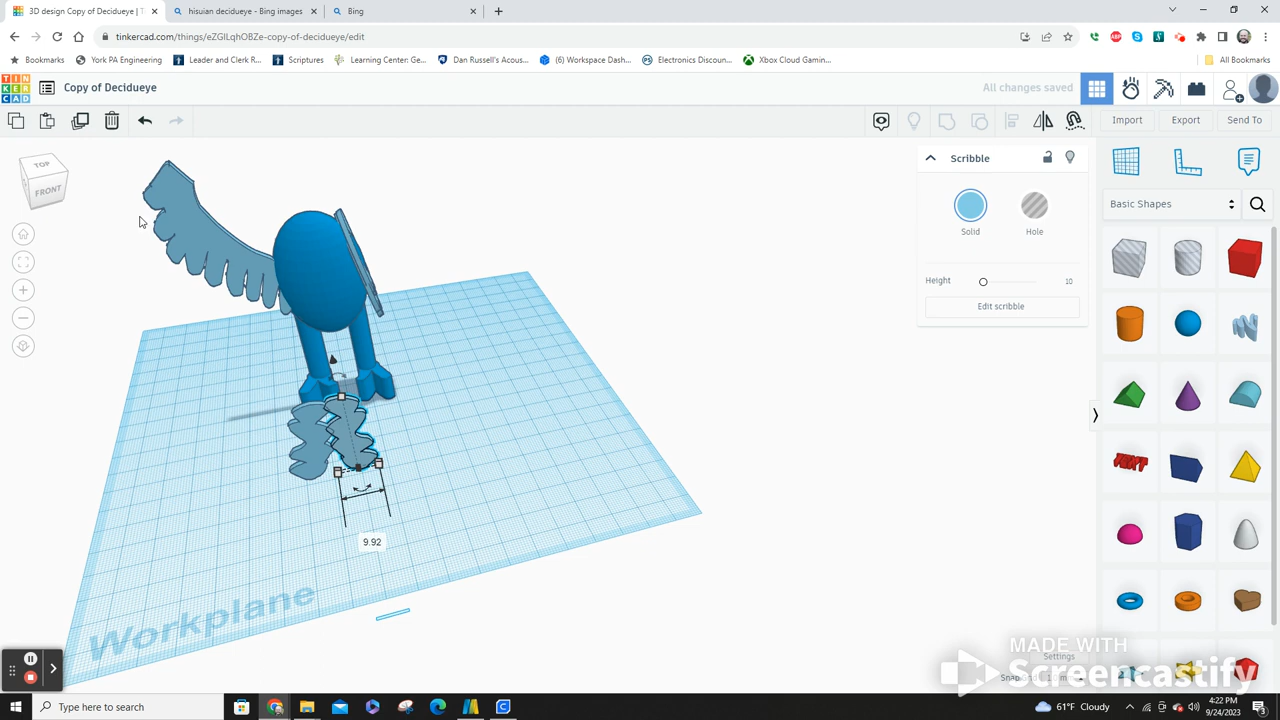 3D design Copy of Decidueye | T
hisuian decidueye - Bing images
Bing
tinkercad.com/things/eZGlLqhOBZe-copy-of-decidueye/edit
Bookmarks
York PA Engineering
Leader and Clerk R...
Scriptures
Learning Center: Ge...
Dan Russell's Acous...
(6) Workspace Dash...
Electronics Discoun...
Xbox Cloud Gamin...
All Bookmarks
TIN
KER
CAD
Copy of Decidueye
All changes saved
Import
Export
Send To
TOP
FRONT
Scribble
Solid
Hole
Height
10
Edit scribble
Basic Shapes
TEXT
9.92
Workplane
Settings
MADE WITH
Screencastify
Type here to search
61°F Cloudy
4:22 PM
9/24/2023